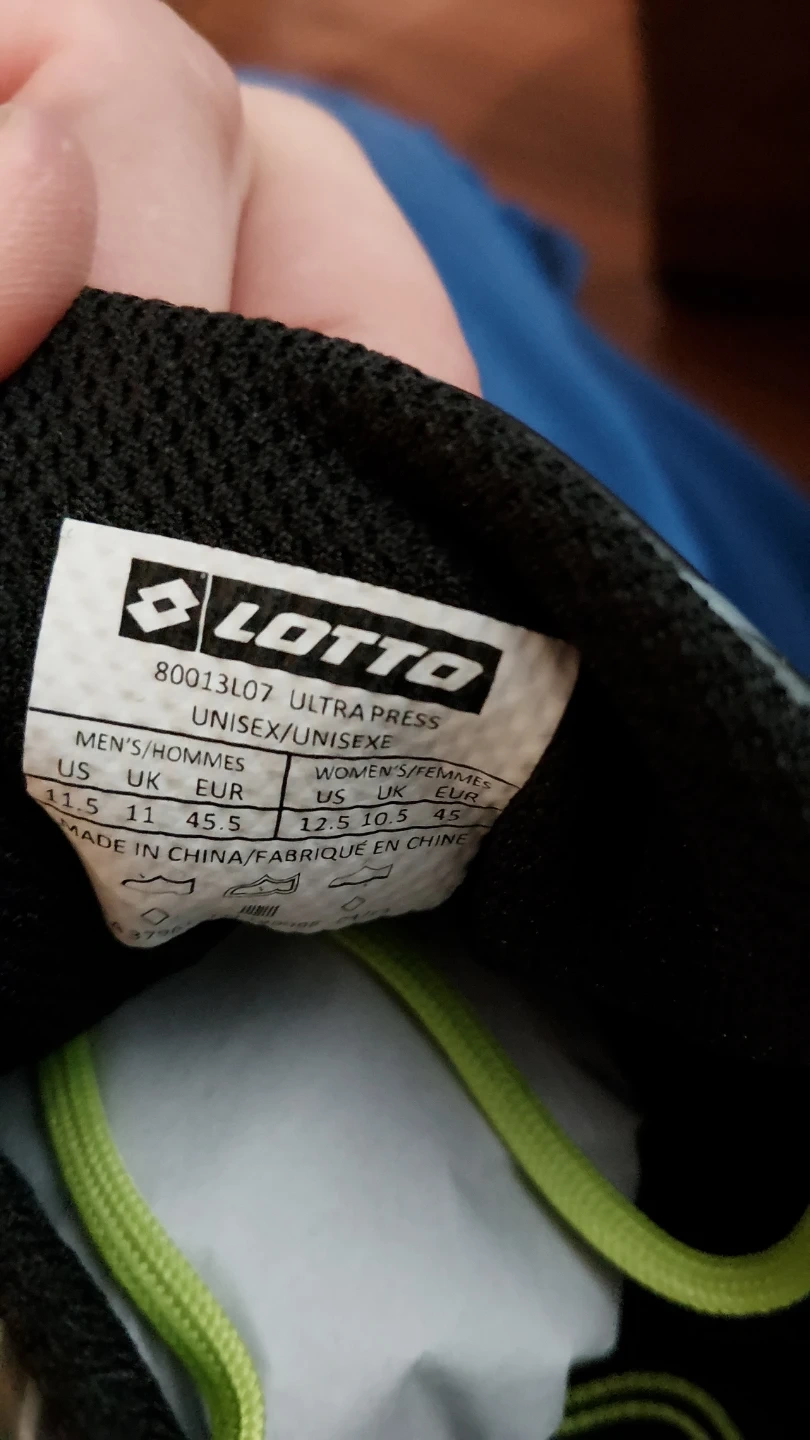 LOTTO
80013L07 ULTRA PRESS
UNISEX/UNISEXE
MEN'S/HOMMES WOMEN'S/FEMMES
US UK EUR US UK EUR
11.5 11 45.5 12.5 10.5 45
MADE IN CHINA/FABRIQUÉ EN CHINE